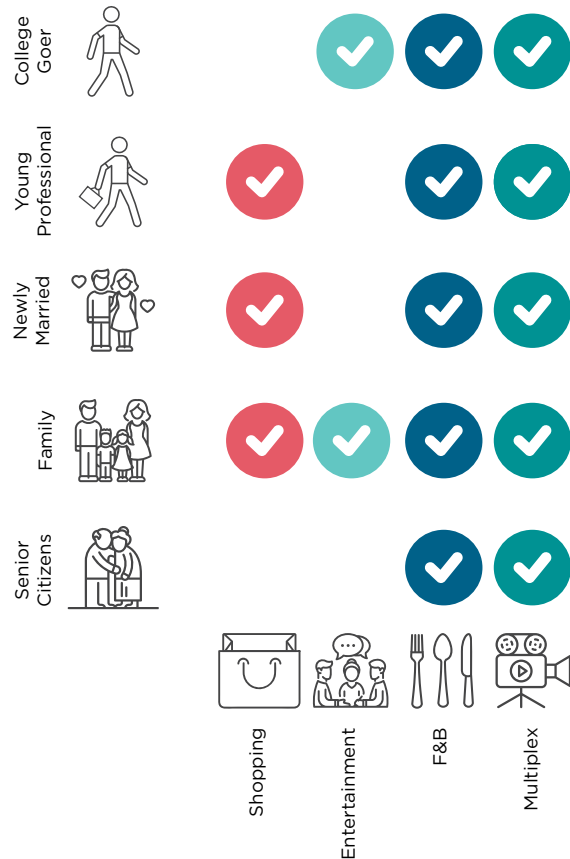 College
Goer
Young
Professional
Newly
Married
Family
Senior
Citizens
Shopping
Entertainment
F&B
Multiplex